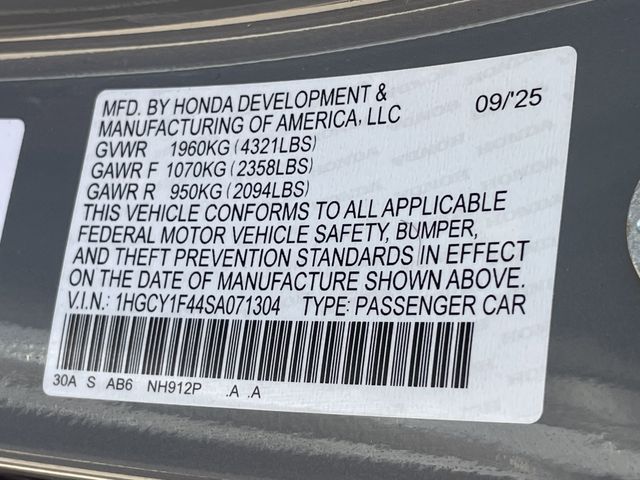 MFD. BY HONDA DEVELOPMENT &
MANUFACTURING OF AMERICA, LLC 09/'25
GVWR 1960KG (4321LBS)
GAWR F 1070KG (2358LBS)
GAWR R 950KG (2094LBS)
THIS VEHICLE CONFORMS TO ALL APPLICABLE
FEDERAL MOTOR VEHICLE SAFETY, BUMPER,
AND THEFT PREVENTION STANDARDS IN EFFECT
ON THE DATE OF MANUFACTURE SHOWN ABOVE.
V.I.N.: 1HGCY1F44SA071304 TYPE: PASSENGER CAR
30A S AB6 NH912P .A .A